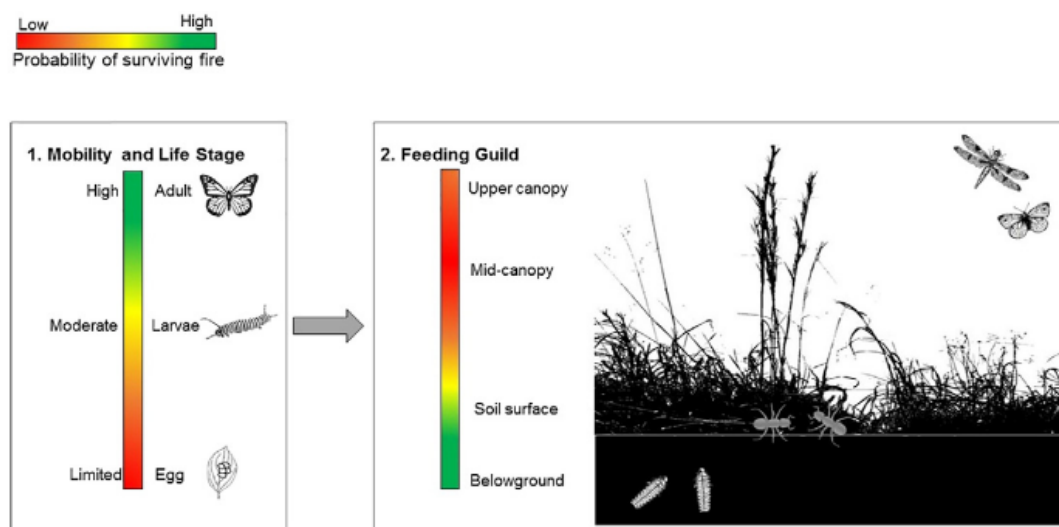 Low High
Probability of surviving fire
1. Mobility and Life Stage
High Adult
Moderate Larvae
Limited Egg
2. Feeding Guild
Upper canopy
Mid-canopy
Soil surface
Belowground